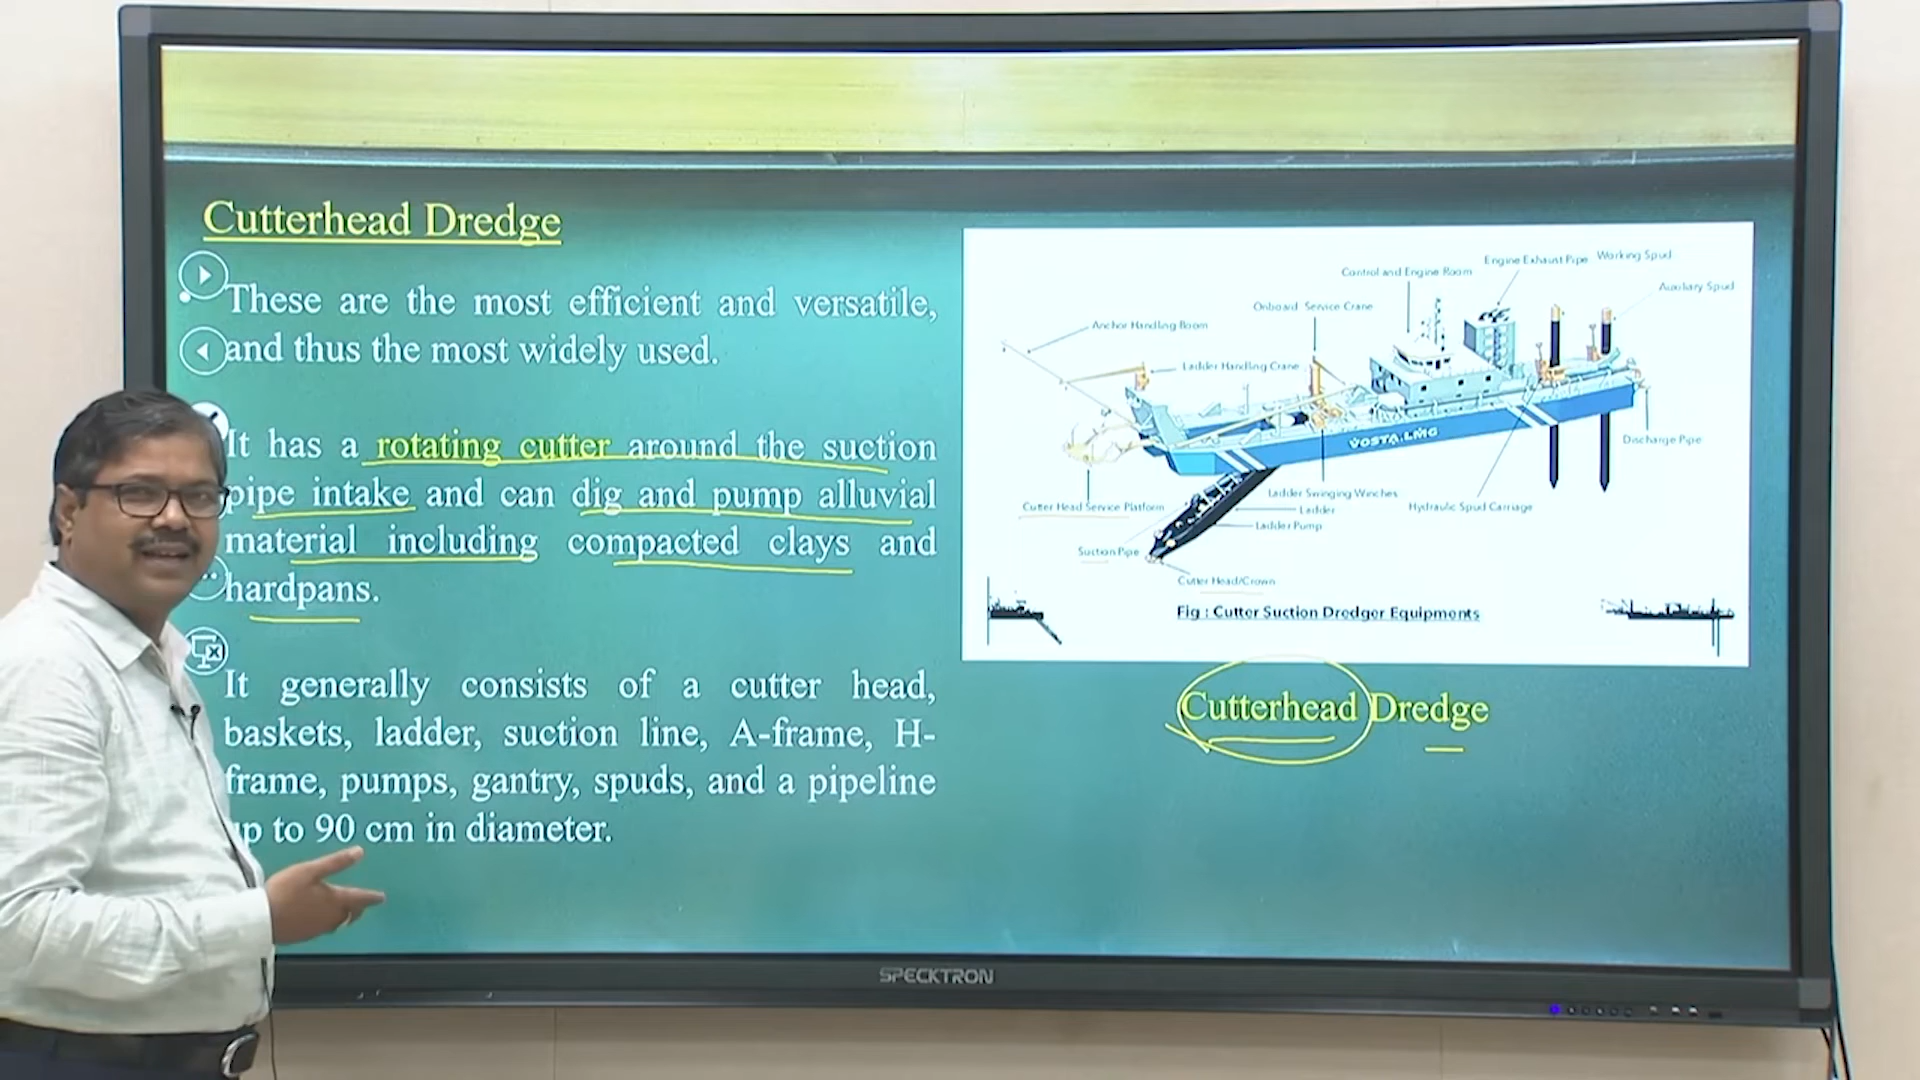 Cutterhead Dredge
These are the most efficient and versatile,
and thus the most widely used.
It has a rotating cutter around the suction
pipe intake and can dig and pump alluvial
material including compacted clays and
hardpans.
It generally consists of a cutter head,
baskets, ladder, suction line, A-frame, H-
frame, pumps, gantry, spuds, and a pipeline
up to 90 cm in diameter.
Engine Exhaust Pipe
Working Spud
Control and Engine Room
Auxiliary Spud
Onboard Service Crane
Anchor Handling Boom
Ladder Handling Crane
VOSTA LMG
Discharge Pipe
Ladder Swinging Winches
Cutter Head Service Platform
Ladder
Hydraulic Spud Carriage
Ladder Pump
Suction Pipe
Cutter Head/Crown
Fig : Cutter Suction Dredger Equipments
Cutterhead Dredge
SPECKTRON